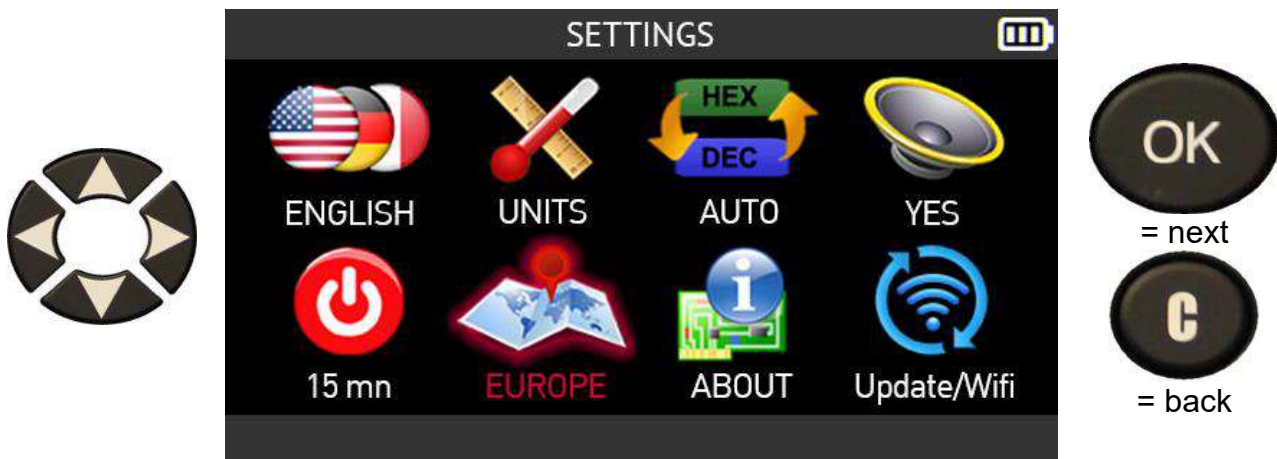 SETTINGS
HEX
DEC
ENGLISH
UNITS
AUTO
YES
15 mn
EUROPE
ABOUT
Update/Wifi
OK
= next
C
= back